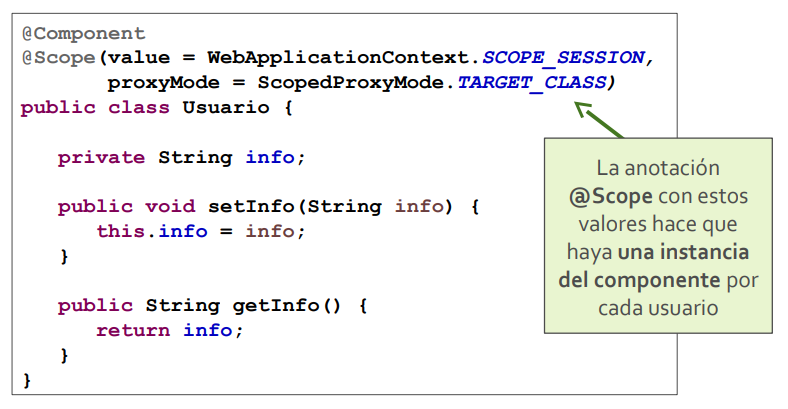 @Component
@Scope(value = WebApplicationContext.SCOPE_SESSION,
proxyMode = ScopedProxyMode.TARGET_CLASS)
public class Usuario {
private String info;
public void setInfo(String info) {
this.info = info;
}
public String getInfo() {
return info;
}
}
La anotación
@Scope con estos
valores hace que
haya una instancia
del componente por
cada usuario